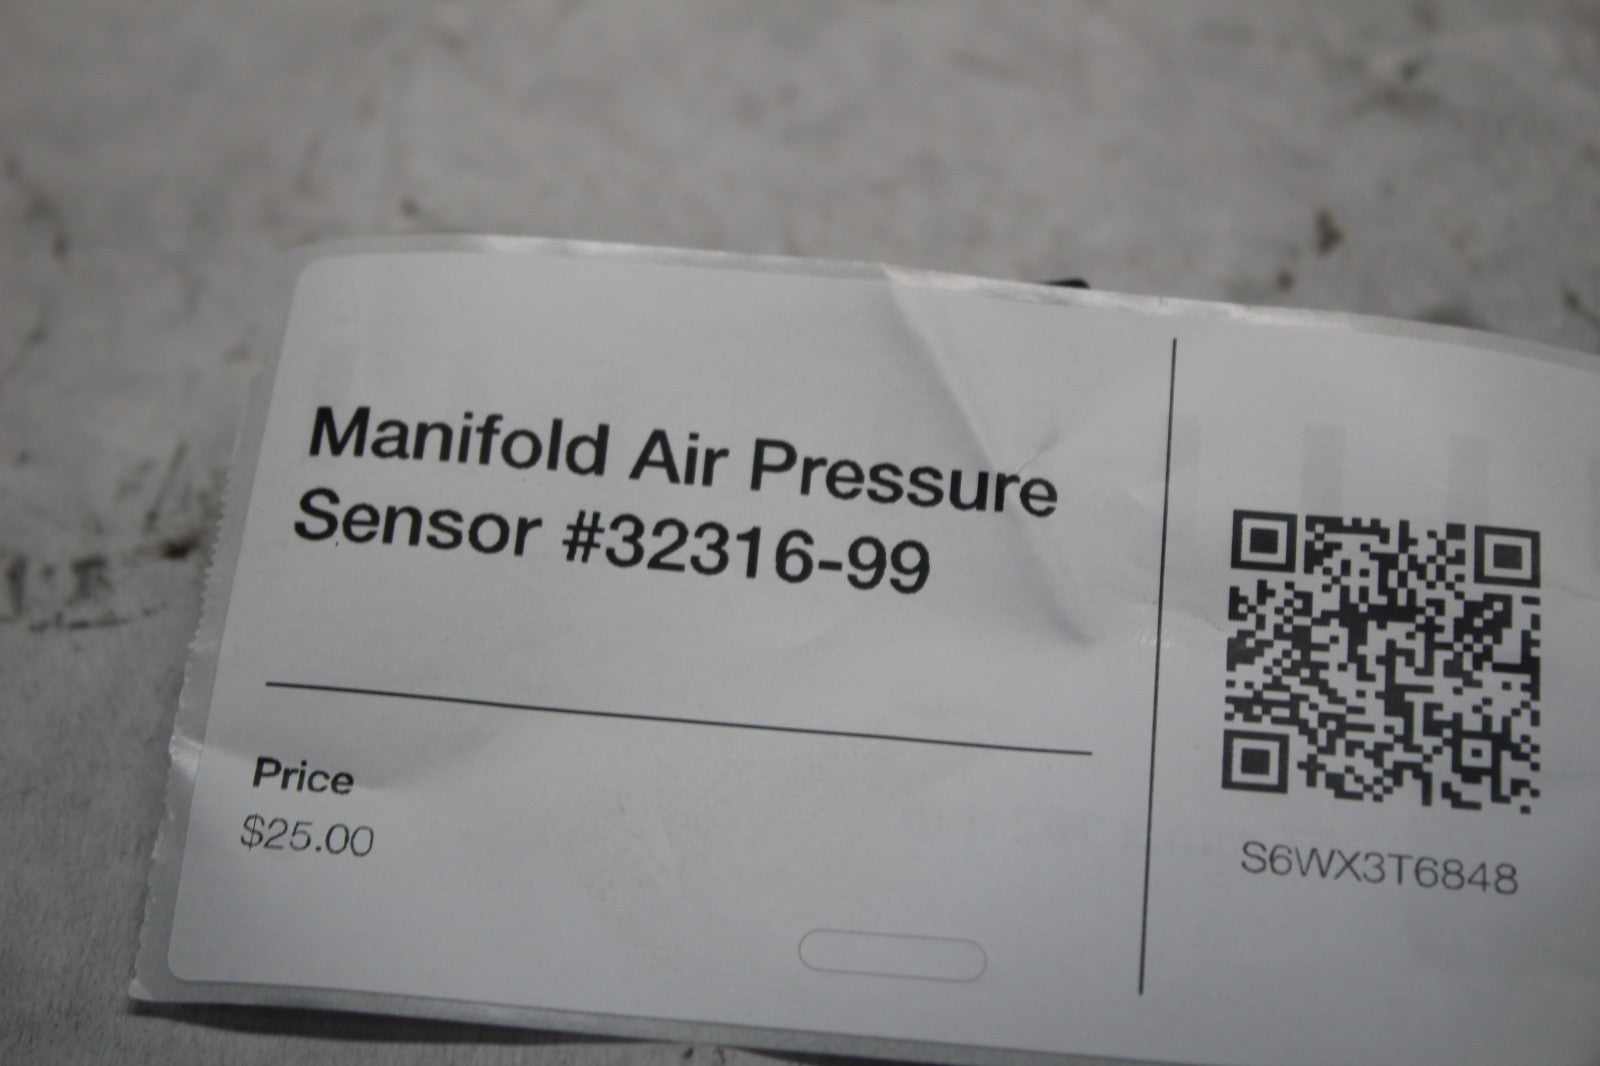 Manifold Air Pressure
Sensor #32316-99
Price
$25.00
S6WX3T6848